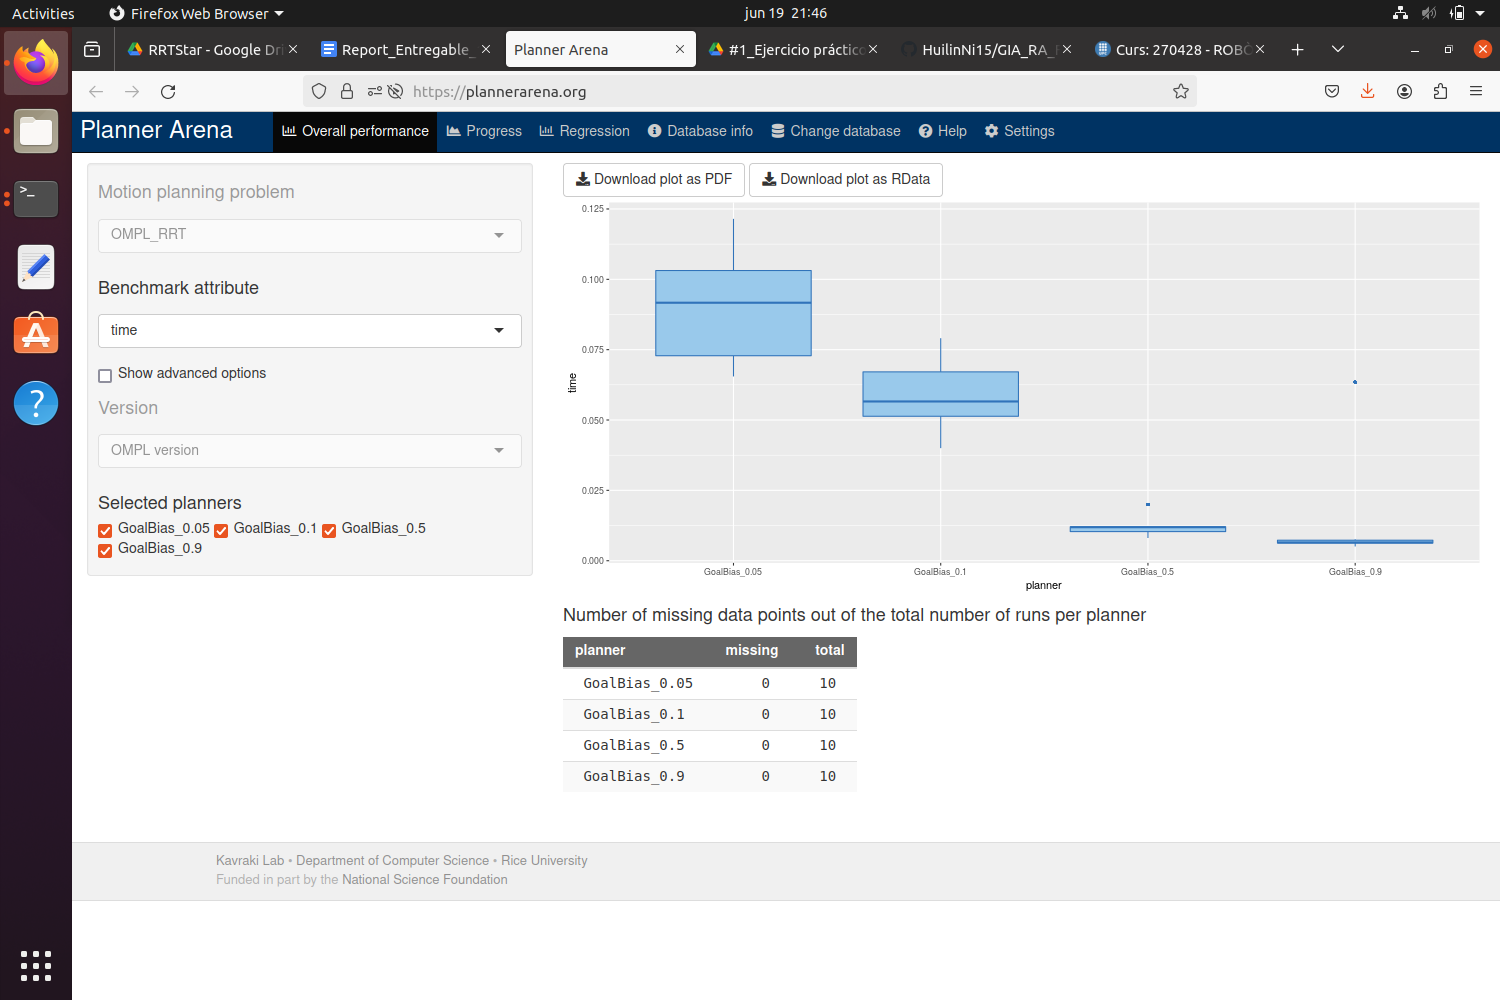 Activities
Firefox Web Browser
jun 19 21:46
RRTStar - Google Dri
Report_Entregable_
Planner Arena
#1_Ejercicio práctico
HuilinNi15/GIA_RA_
Curs: 270428 - ROBÒ
https://plannerarena.org
Planner Arena
Overall performance
Progress
Regression
Database info
Change database
Help
Settings
Motion planning problem
OMPL_RRT
Benchmark attribute
time
Show advanced options
Version
OMPL version
Selected planners
GoalBias_0.05 GoalBias_0.1 GoalBias_0.5
GoalBias_0.9
Download plot as PDF
Download plot as RData
0.125
0.100
0.075
0.050
0.025
0.000
time
GoalBias_0.05 GoalBias_0.1 GoalBias_0.5 GoalBias_0.9
planner
Number of missing data points out of the total number of runs per planner
planner missing total
GoalBias_0.05 0 10
GoalBias_0.1 0 10
GoalBias_0.5 0 10
GoalBias_0.9 0 10
Kavraki Lab • Department of Computer Science • Rice University
Funded in part by the National Science Foundation